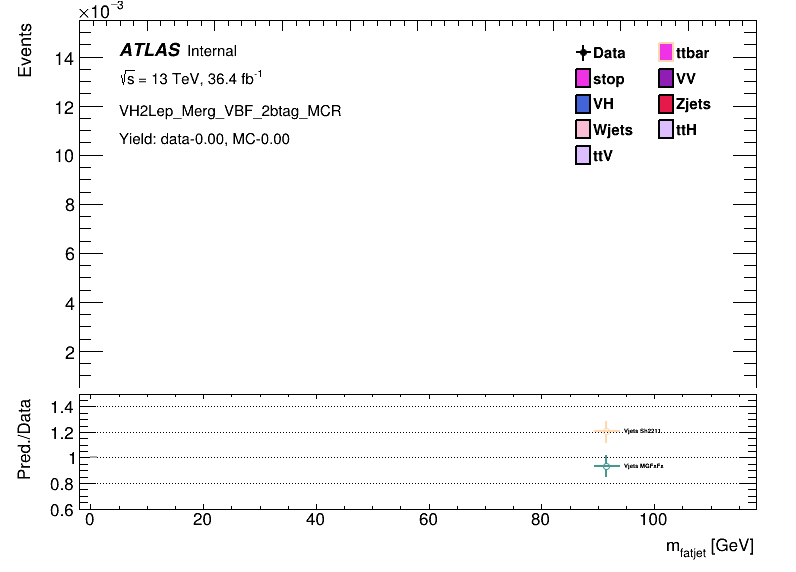 ×10⁻³
Events
14
12
10
8
6
4
2
ATLAS Internal
√s = 13 TeV, 36.4 fb⁻¹
VH2Lep_Merg_VBF_2btag_MCR
Yield: data-0.00, MC-0.00
Data
ttbar
stop
VV
VH
Zjets
Wjets
ttH
ttV
Pred./Data
1.4
1.2
1
0.8
0.6
Vjets Sh2211
Vjets MGFxFx
0 20 40 60 80 100
m_fatjet [GeV]